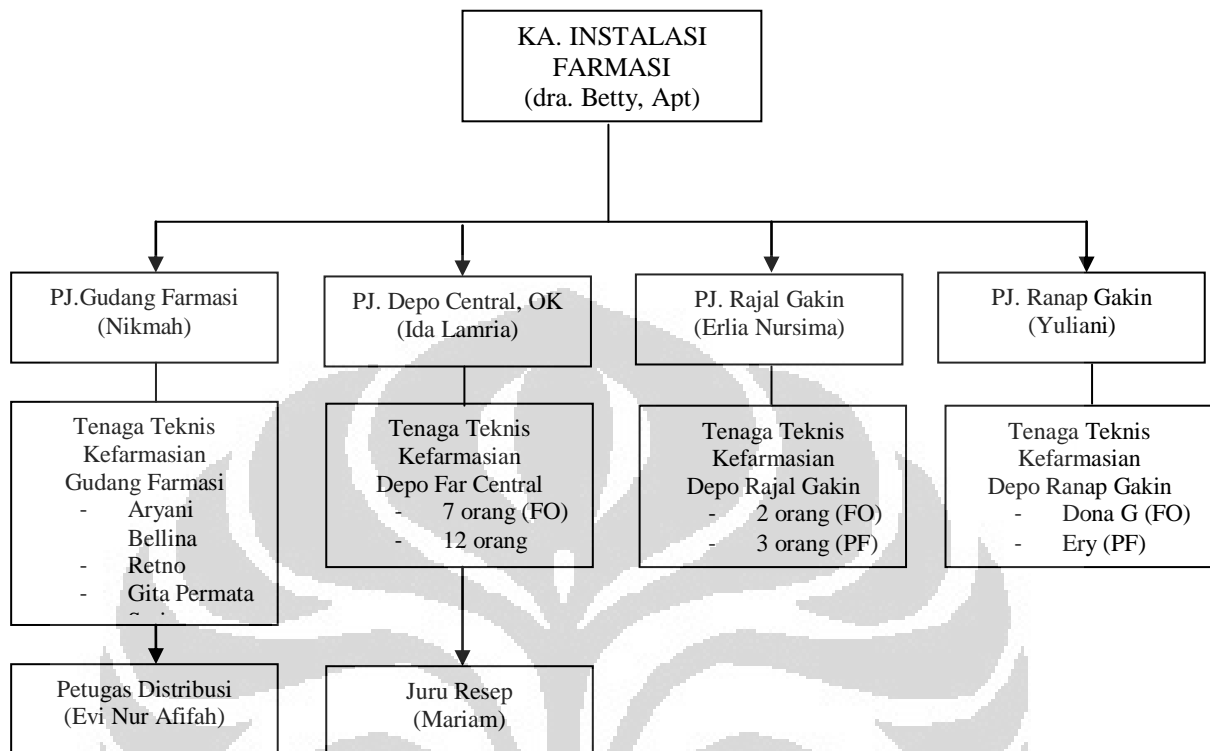 KA. INSTALASI
FARMASI
(dra. Betty, Apt)
PJ.Gudang Farmasi
(Nikmah)
PJ. Depo Central, OK
(Ida Lamria)
PJ. Rajal Gakin
(Erlia Nursima)
PJ. Ranap Gakin
(Yuliani)
Tenaga Teknis
Kefarmasian
Gudang Farmasi
- Aryani
Bellina
- Retno
- Gita Permata
Tenaga Teknis
Kefarmasian
Depo Far Central
- 7 orang (FO)
- 12 orang
Tenaga Teknis
Kefarmasian
Depo Rajal Gakin
- 2 orang (FO)
- 3 orang (PF)
Tenaga Teknis
Kefarmasian
Depo Ranap Gakin
- Dona G (FO)
- Ery (PF)
Petugas Distribusi
(Evi Nur Afifah)
Juru Resep
(Mariam)